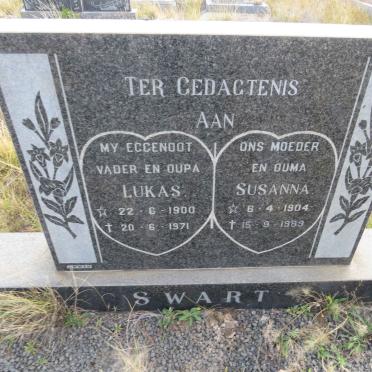 TER GEDAGTENIS
AAN
MY EGGENOOT
VADER EN OUPA
LUKAS
☆ 22-6-1900
✝ 20-6-1971
ONS MOEDER
EN OUMA
SUSANNA
☆ 6-4-1904
✝ 15-9-1989
SWART